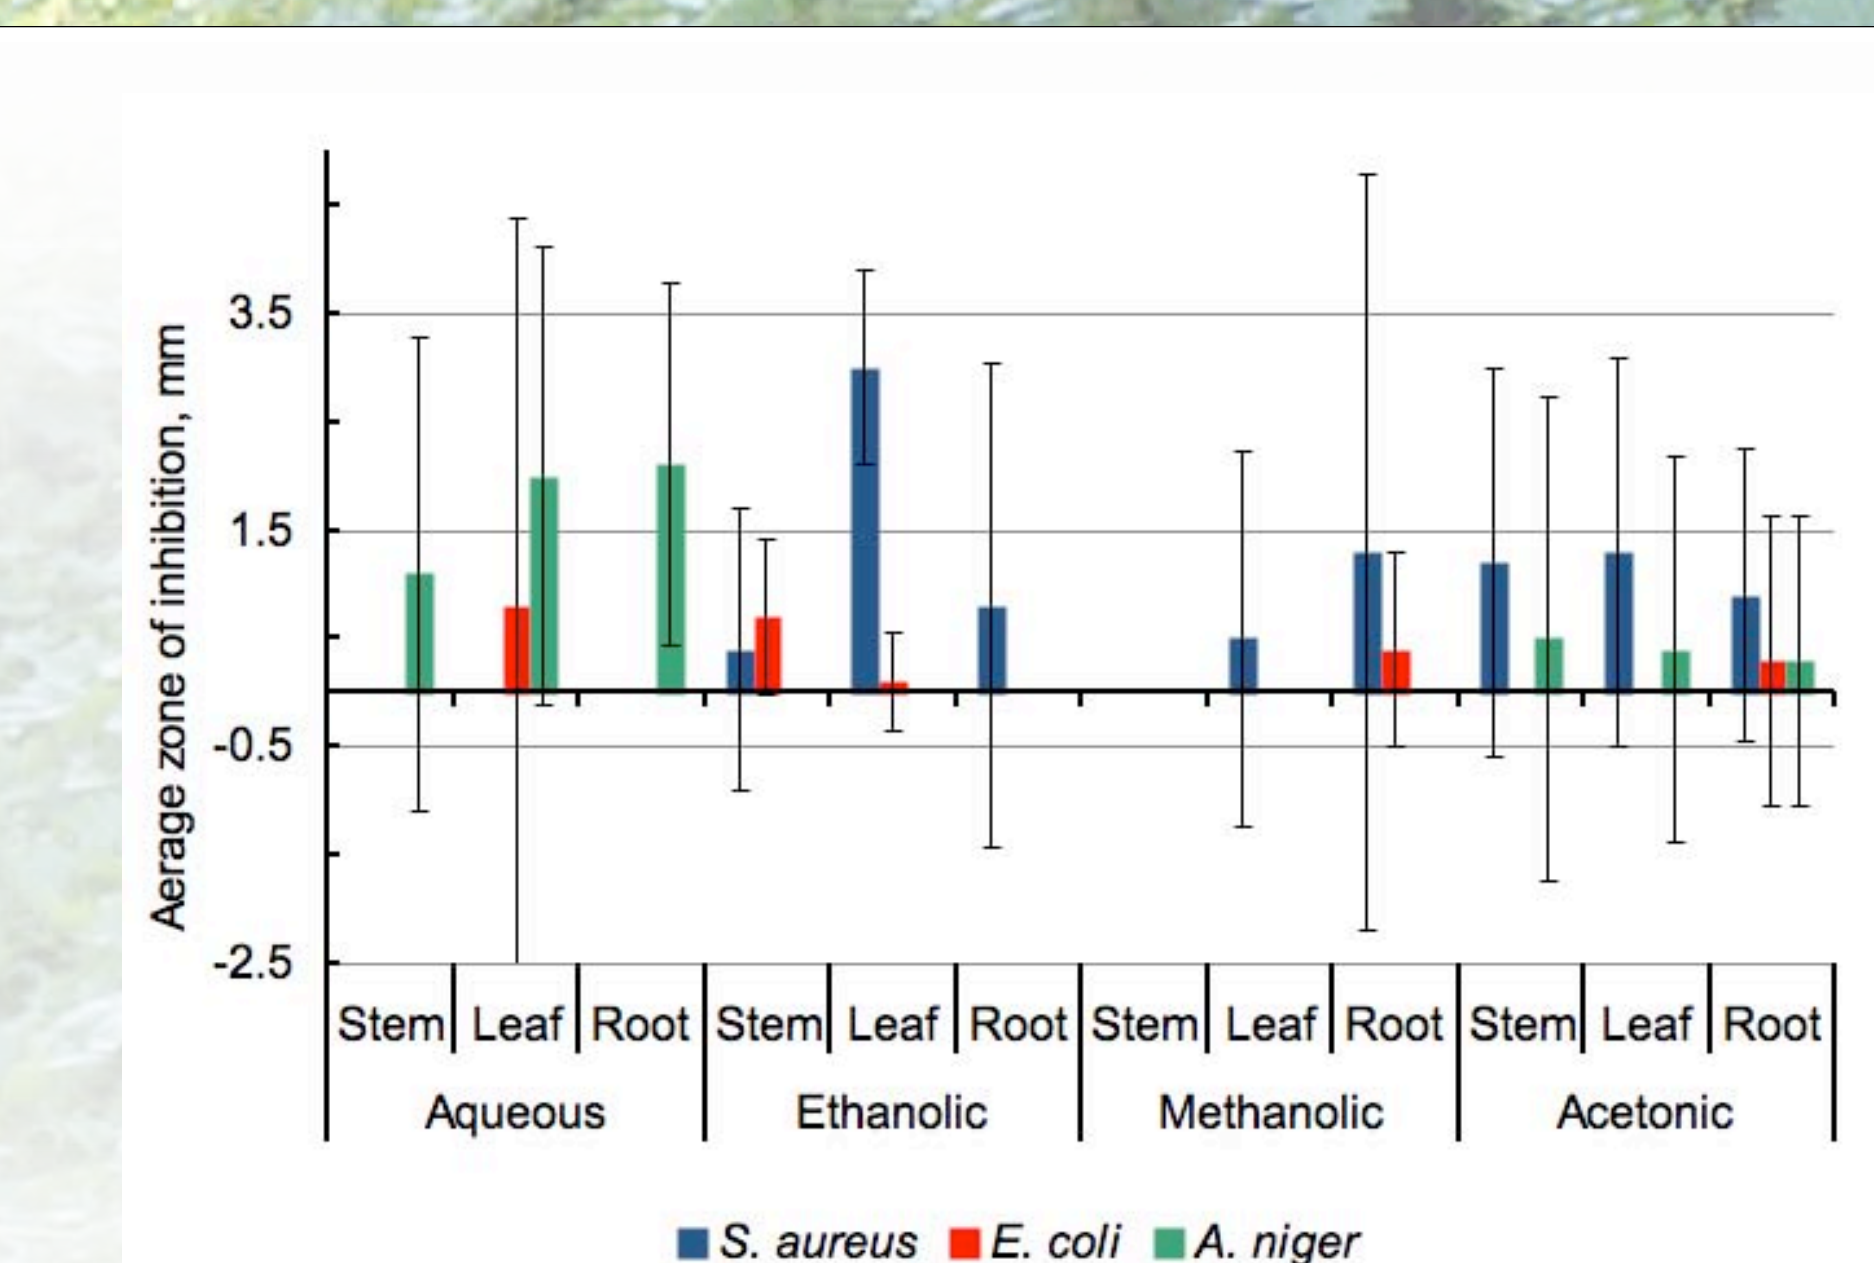 Aerage zone of inhibition, mm
3.5
1.5
-0.5
-2.5
Stem Leaf Root Stem Leaf Root Stem Leaf Root Stem Leaf Root
Aqueous Ethanolic Methanolic Acetonic
S. aureus E. coli A. niger